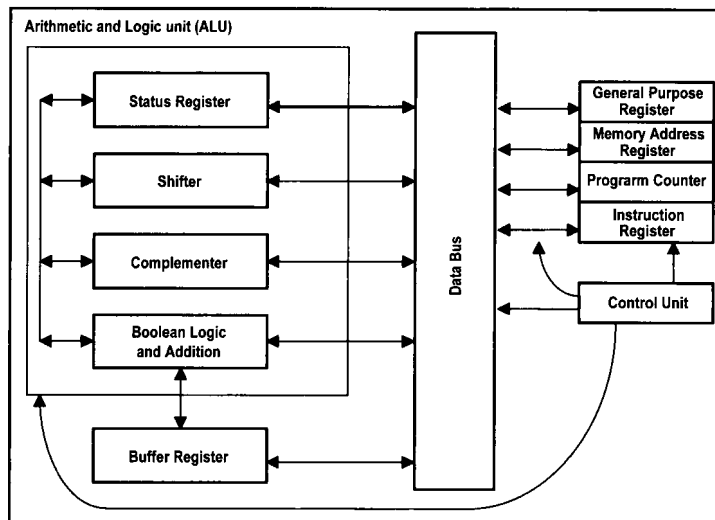 Arithmetic and Logic unit (ALU)
Status Register
Shifter
Complementer
Boolean Logic
and Addition
Buffer Register
Data Bus
General Purpose
Register
Memory Address
Register
Prograrm Counter
Instruction
Register
Control Unit